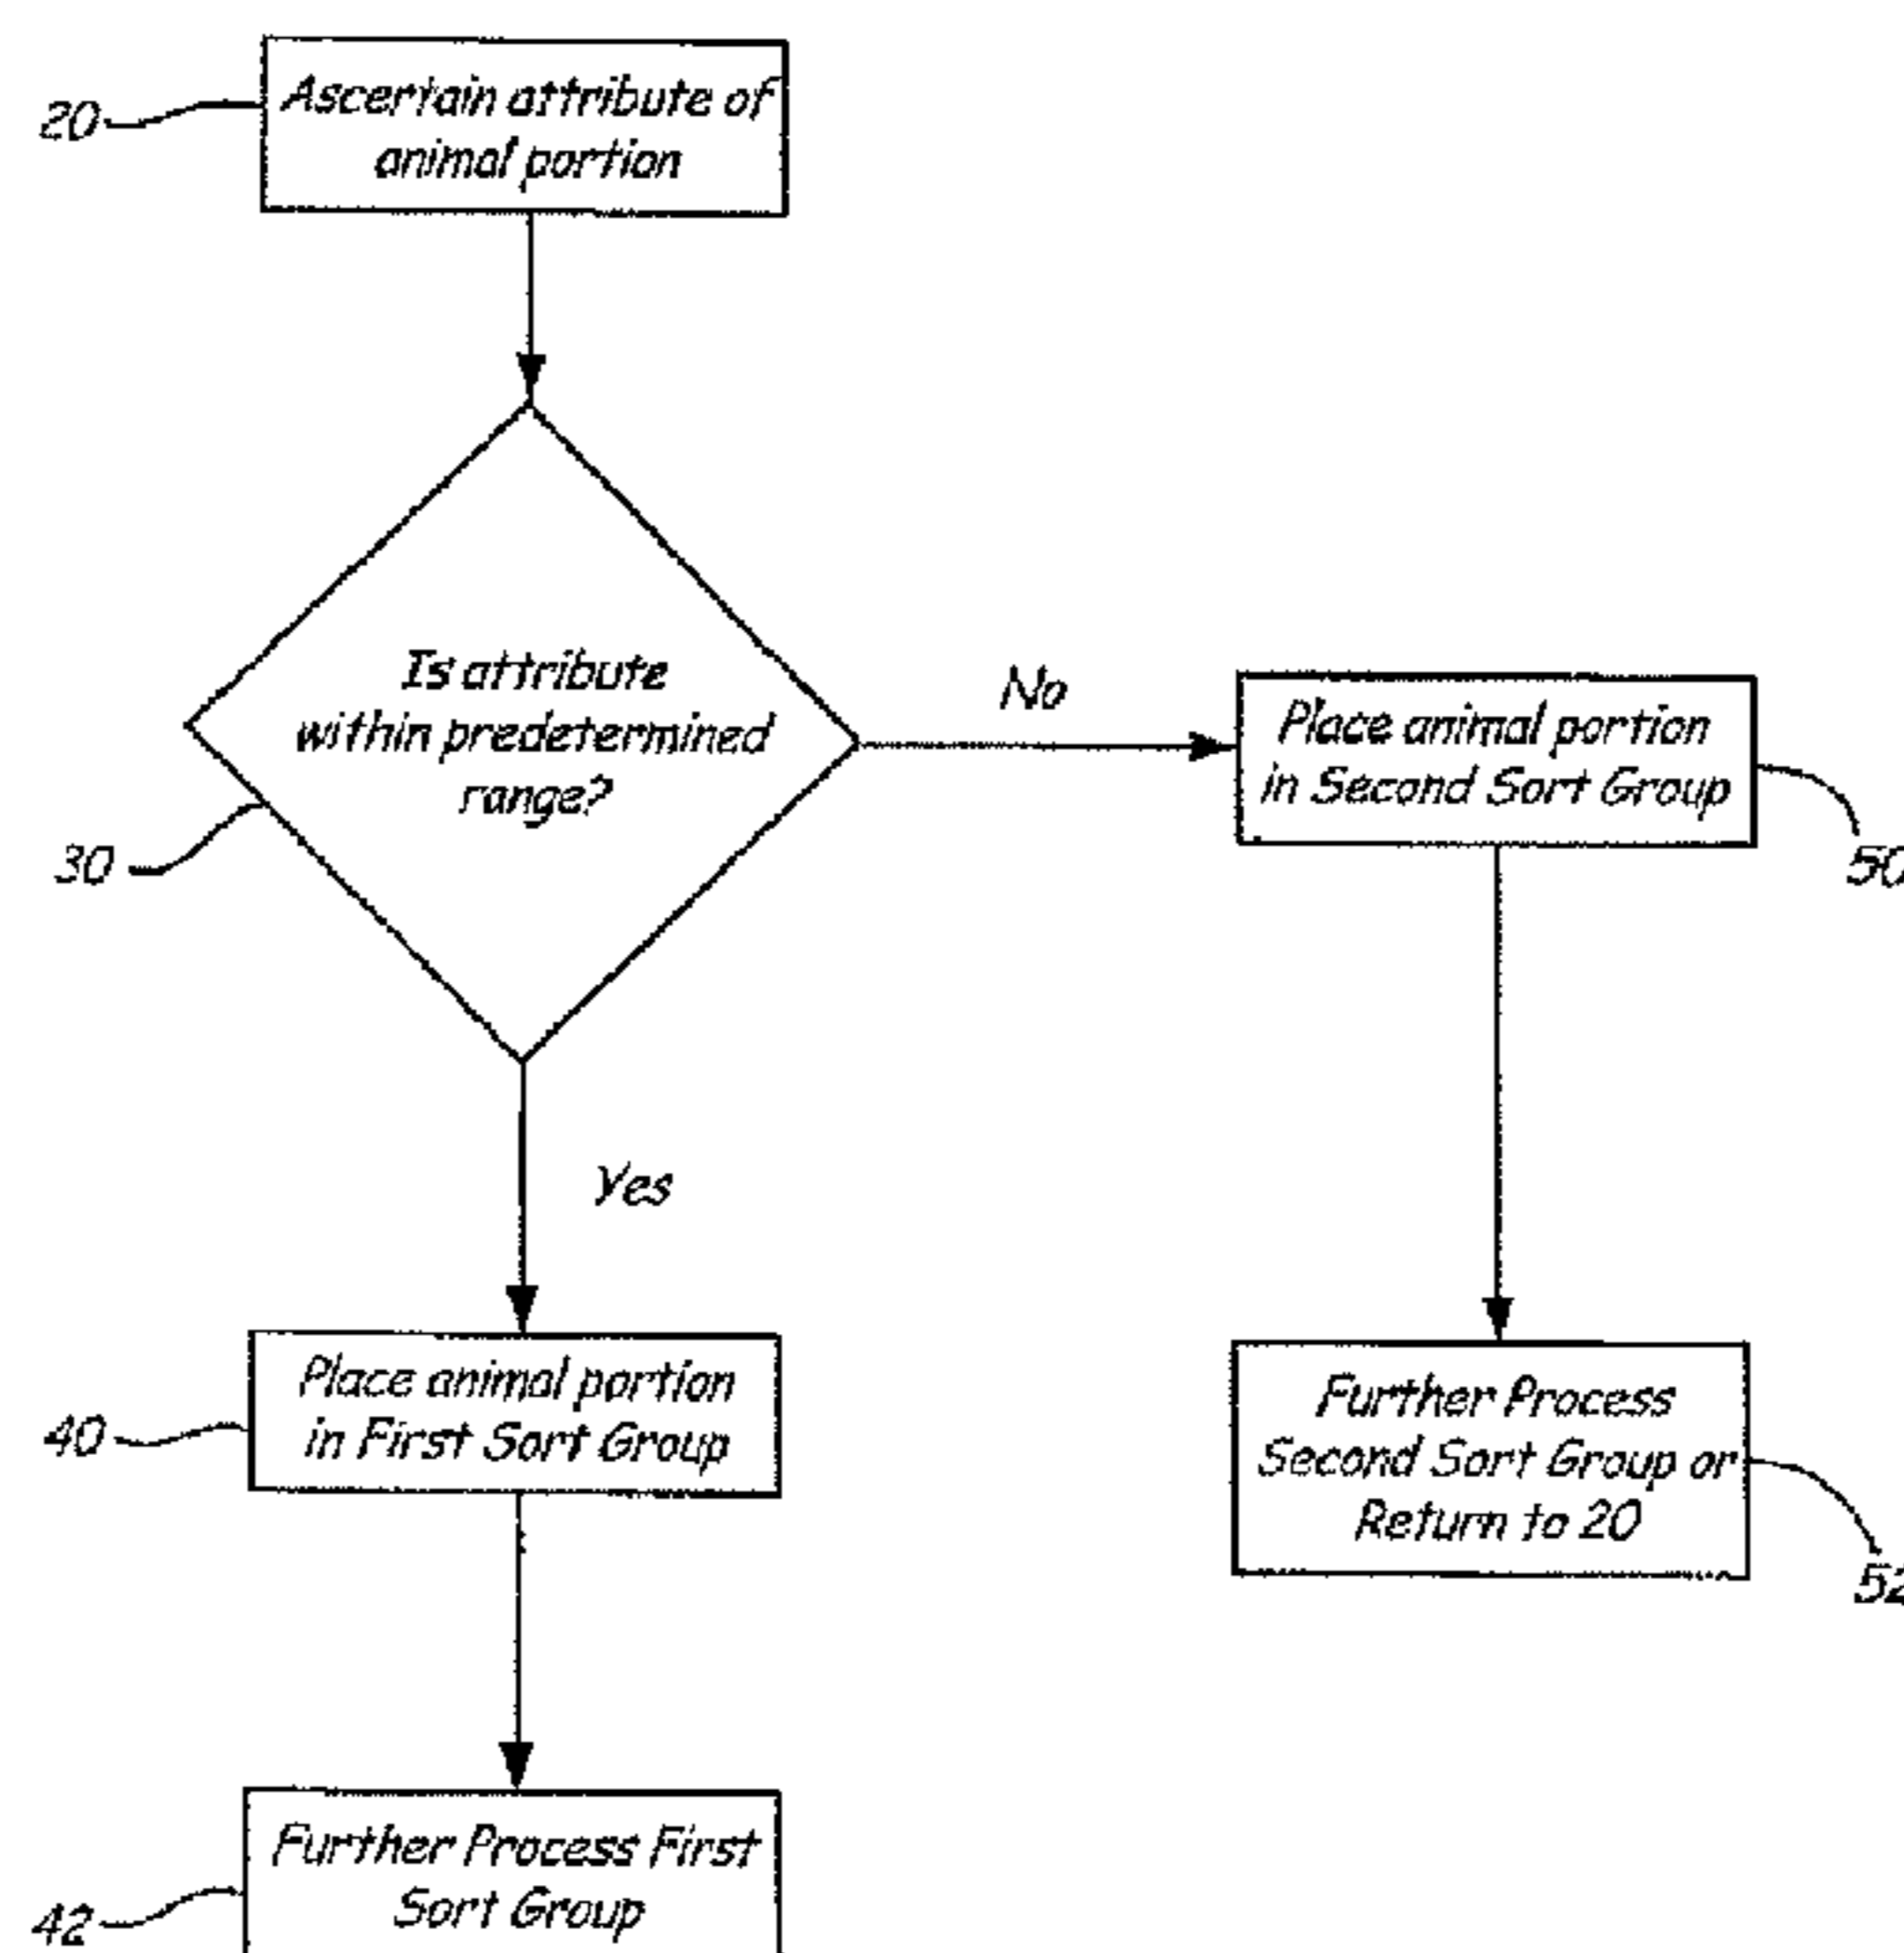 20
Ascertain attribute of
animal portion
Is attribute
within predetermined
range?
30
No
Place animal portion
in Second Sort Group
50
Yes
Place animal portion
in First Sort Group
40
Further Process
Second Sort Group or
Return to 20
52
Further Process First
Sort Group
42